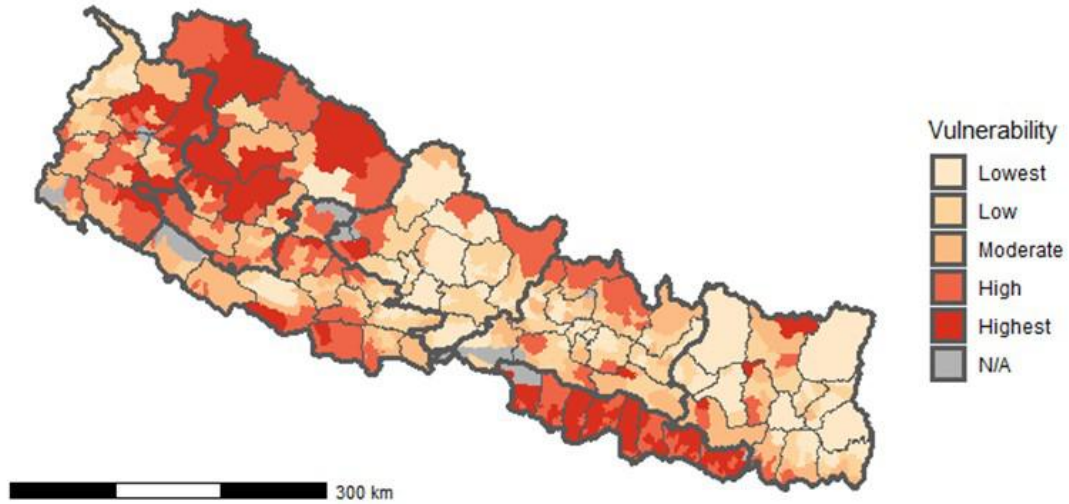 Vulnerability
Lowest
Low
Moderate
High
Highest
N/A
300 km